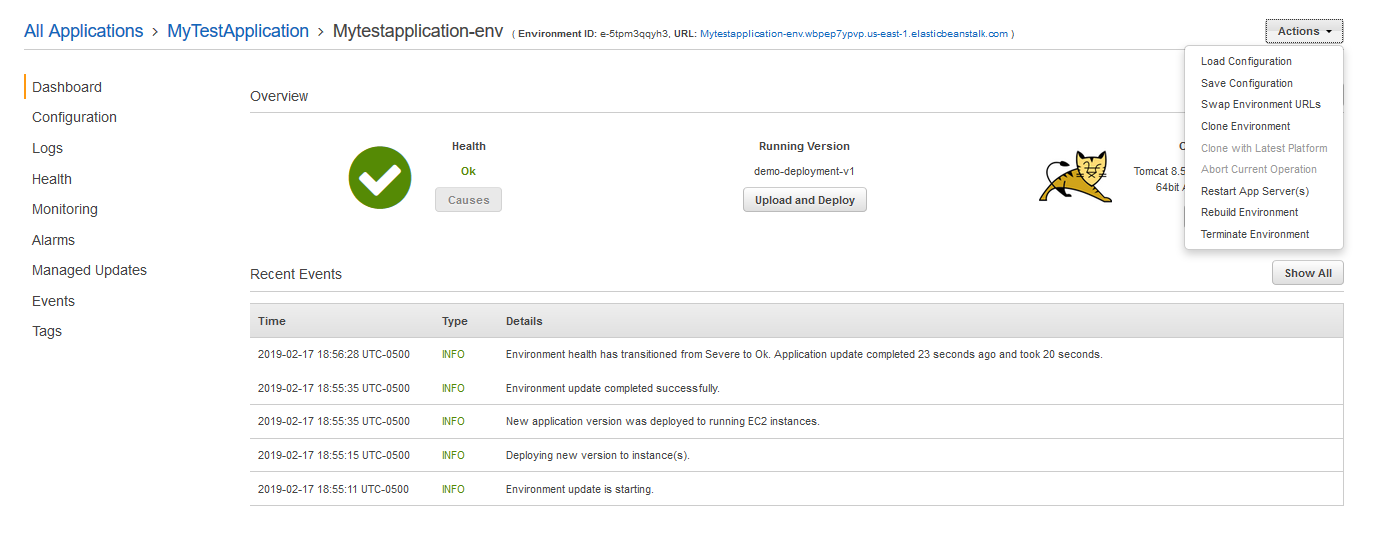 All Applications > MyTestApplication > Mytestapplication-env ( Environment ID: e-5tpm3qqyh3, URL: Mytestapplication-env.wbpep7ypvp.us-east-1.elasticbeanstalk.com )
Actions
Load Configuration
Save Configuration
Swap Environment URLs
Clone Environment
Clone with Latest Platform
Abort Current Operation
Restart App Server(s)
Rebuild Environment
Terminate Environment
Dashboard
Configuration
Logs
Health
Monitoring
Alarms
Managed Updates
Events
Tags
Overview
Health
Ok
Causes
Running Version
demo-deployment-v1
Upload and Deploy
Tomcat 8.5
64bit
Recent Events
Show All
Time Type Details
2019-02-17 18:56:28 UTC-0500 INFO Environment health has transitioned from Severe to Ok. Application update completed 23 seconds ago and took 20 seconds.
2019-02-17 18:55:35 UTC-0500 INFO Environment update completed successfully.
2019-02-17 18:55:35 UTC-0500 INFO New application version was deployed to running EC2 instances.
2019-02-17 18:55:15 UTC-0500 INFO Deploying new version to instance(s).
2019-02-17 18:55:11 UTC-0500 INFO Environment update is starting.